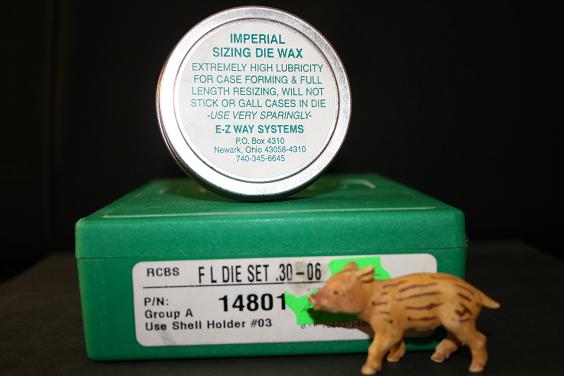 IMPERIAL
SIZING DIE WAX
EXTREMELY HIGH LUBRICITY
FOR CASE FORMING & FULL
LENGTH RESIZING, WILL NOT
STICK OR GALL CASES IN DIE
-USE VERY SPARINGLY-
E-Z WAY SYSTEMS
P.O. Box 4310
Newark, Ohio 43058-4310
740-345-6645
RCBS F L DIE SET .30-06
P/N: 14801
Group A
Use Shell Holder #03